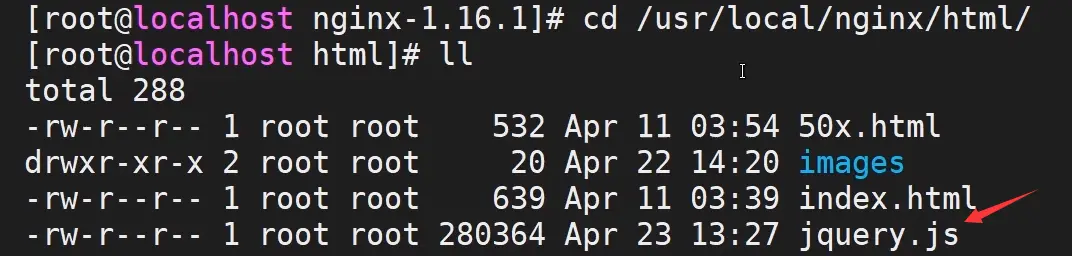 [root@localhost nginx-1.16.1]# cd /usr/local/nginx/html/
[root@localhost html]# ll
total 288
-rw-r--r-- 1 root root    532 Apr 11 03:54 50x.html
drwxr-xr-x 2 root root     20 Apr 22 14:20 images
-rw-r--r-- 1 root root    639 Apr 11 03:39 index.html
-rw-r--r-- 1 root root 280364 Apr 23 13:27 jquery.js